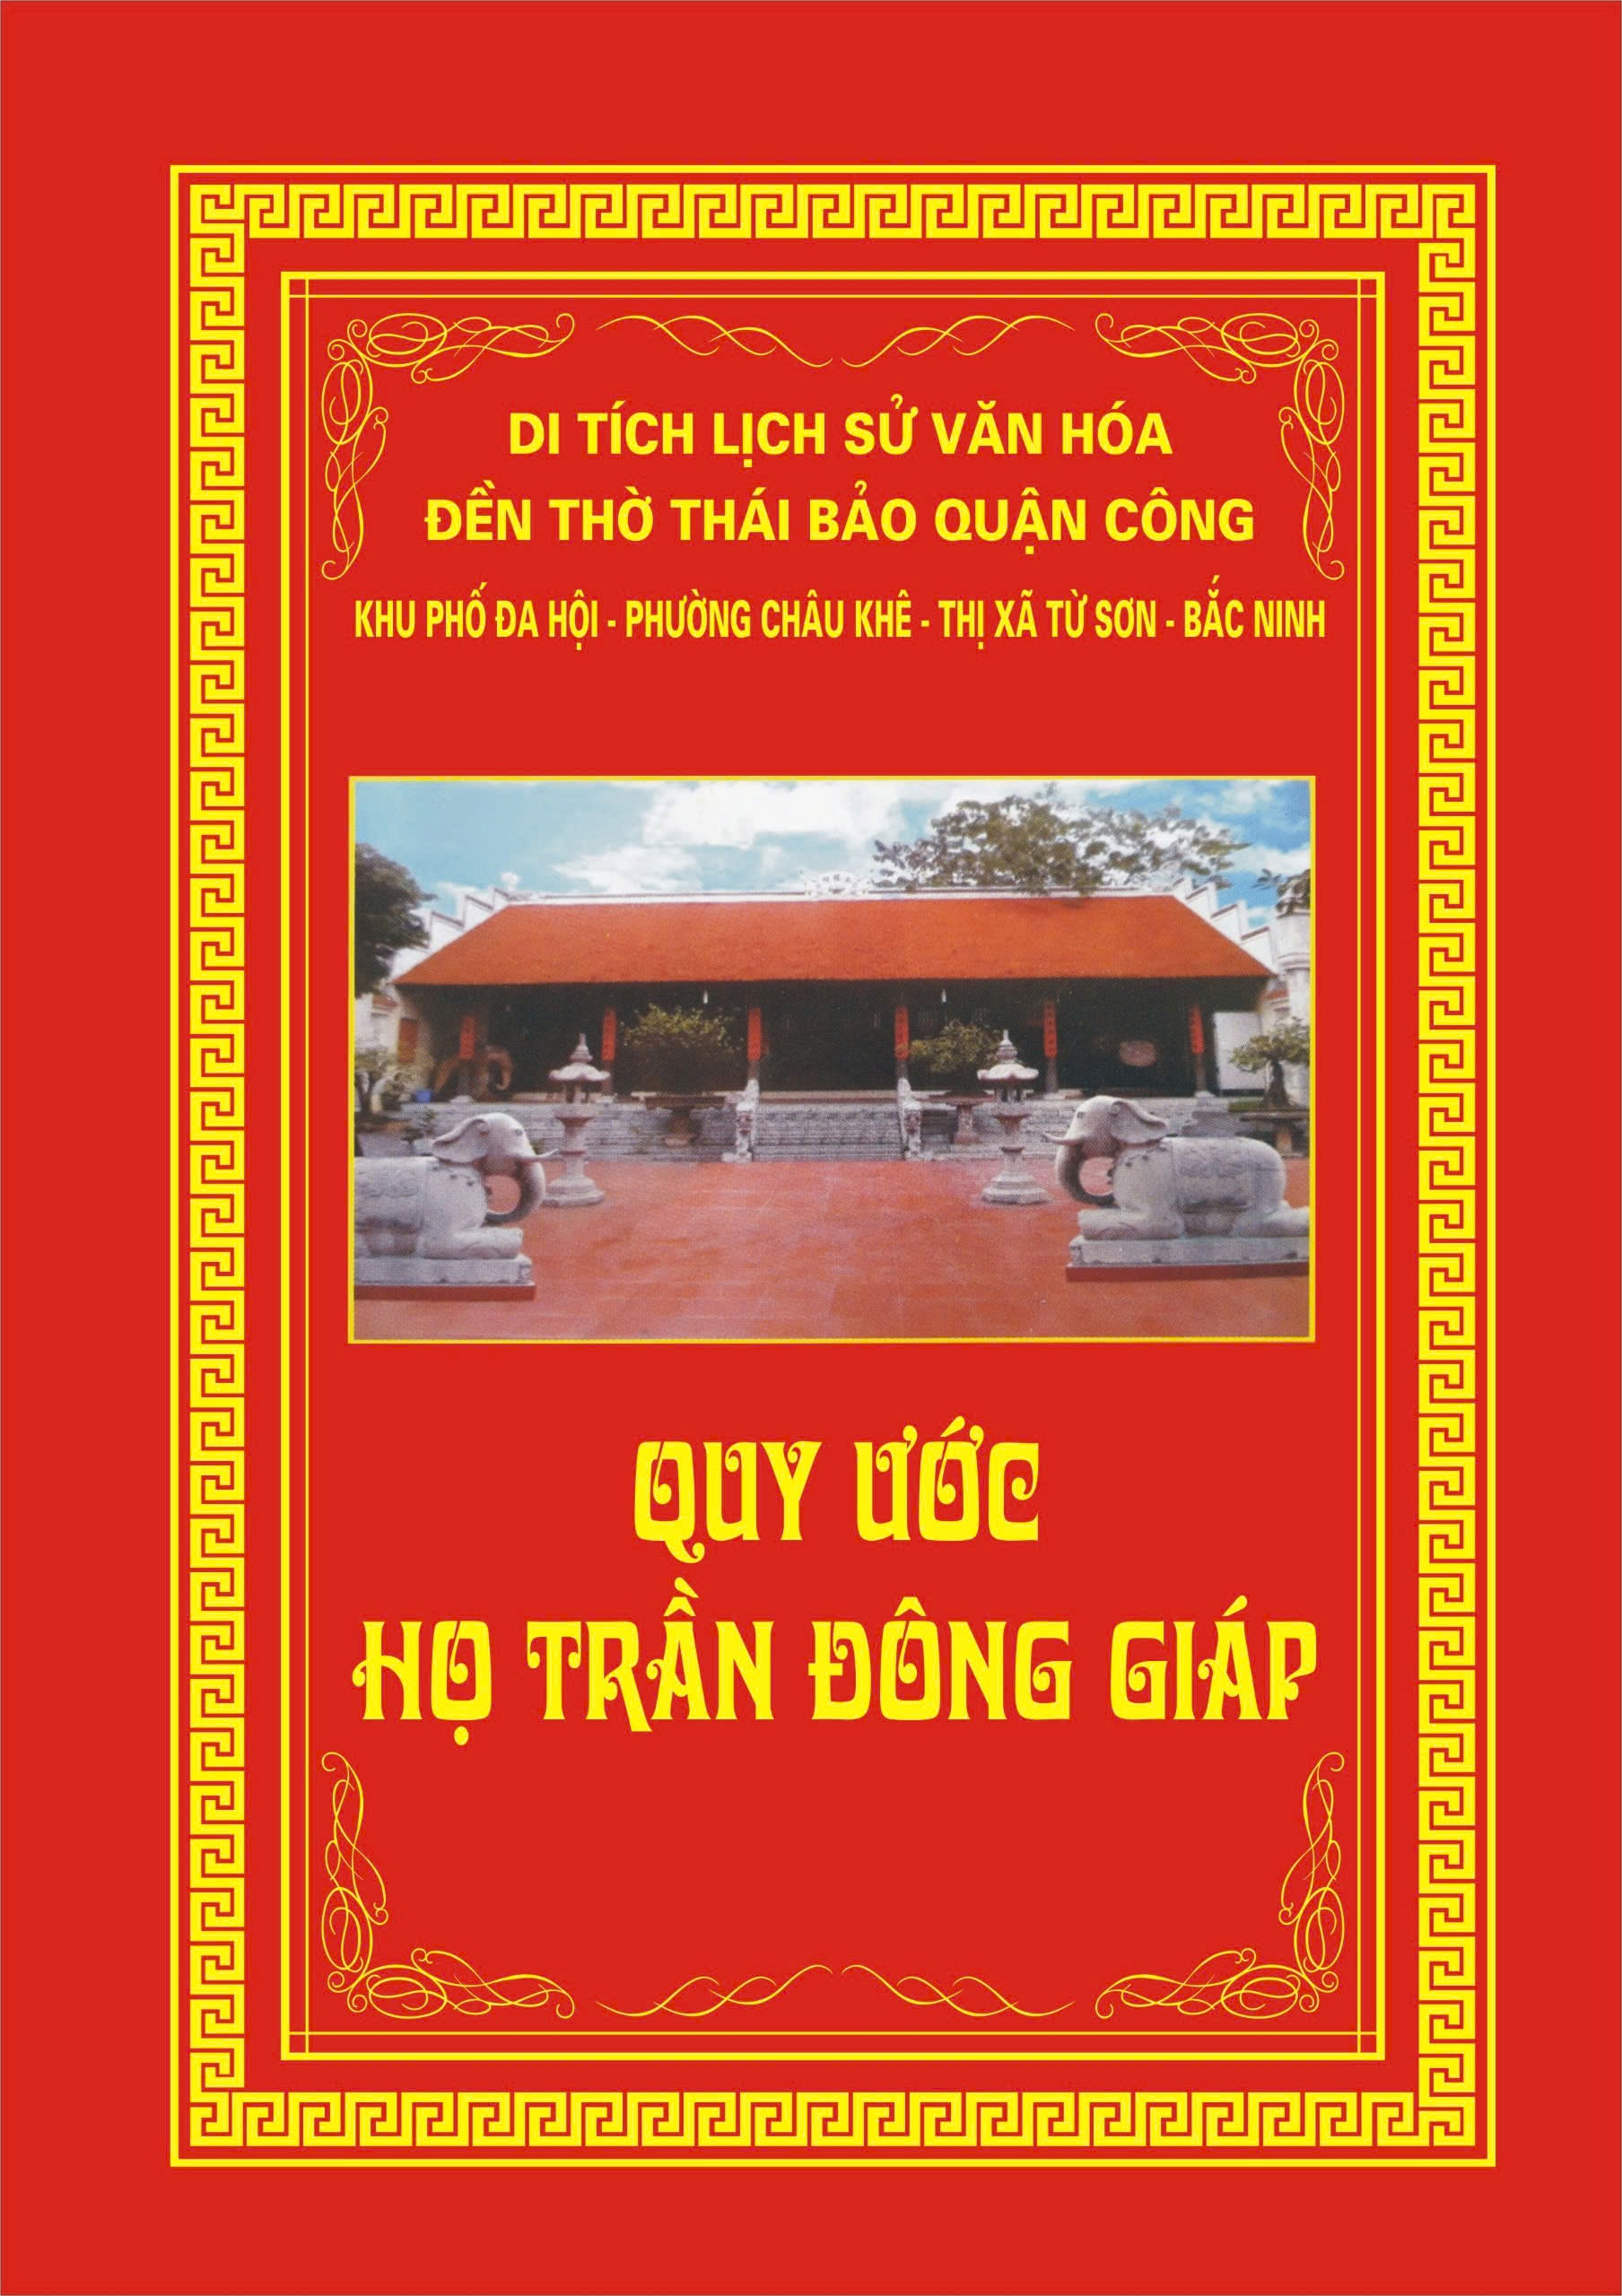 DI TÍCH LỊCH SỬ VĂN HÓA
ĐỀN THỜ THÁI BẢO QUẬN CÔNG
KHU PHỐ ĐA HỘI - PHƯỜNG CHÂU KHÊ - THỊ XÃ TỪ SƠN - BẮC NINH
QUY ƯỚC
HỌ TRẦN ĐÔNG GIÁP